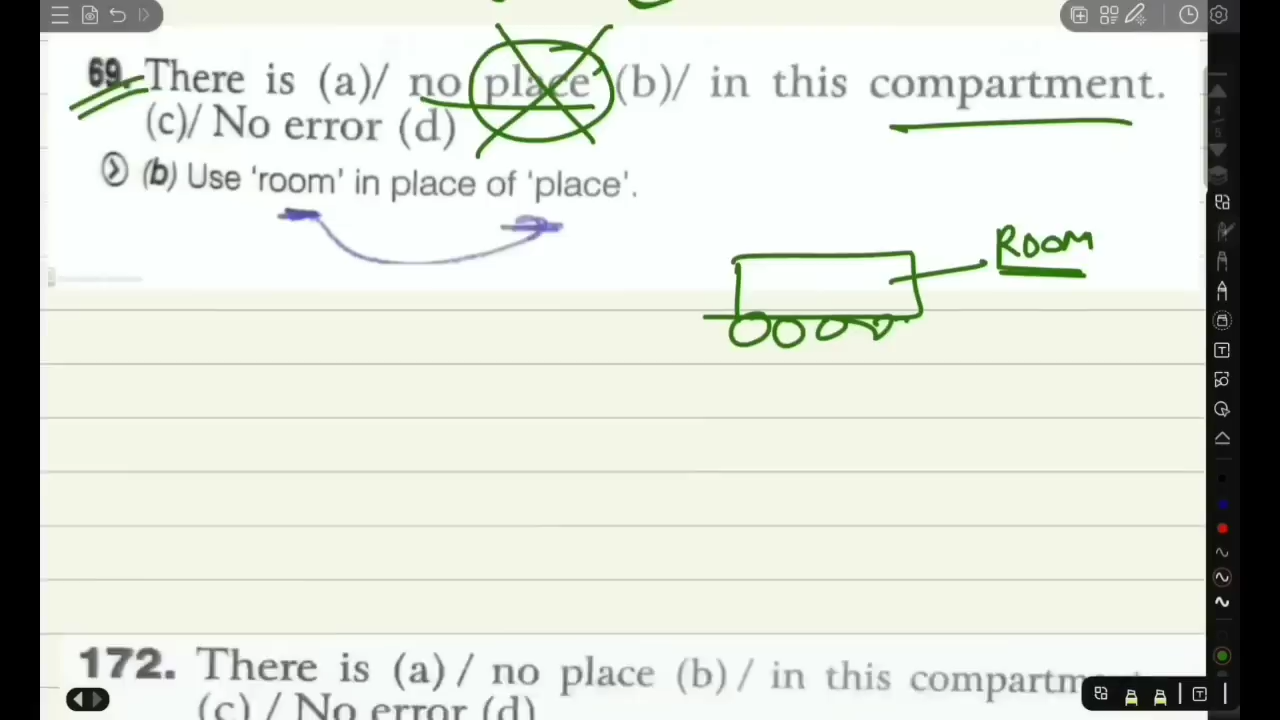 69. There is (a)/ no place (b)/ in this compartment.
(c)/ No error (d)
(b) Use 'room' in place of 'place'.
ROOM
172. There is (a) / no place (b) / in this
(c) / No error (d)